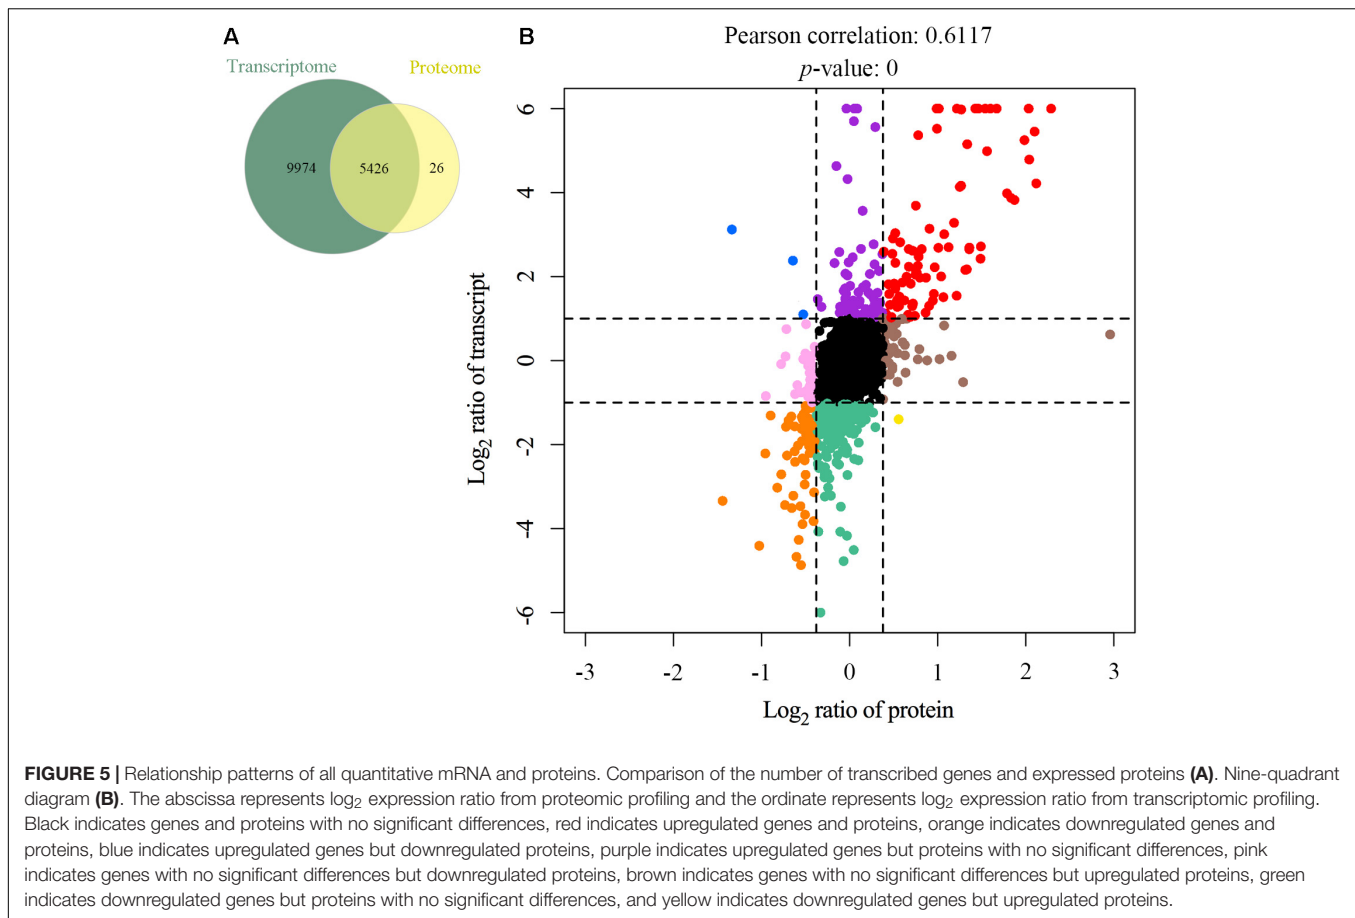 A
Transcriptome
Proteome
9974
5426
26
B
Pearson correlation: 0.6117
p-value: 0
6
4
2
0
-2
-4
-6
Log2 ratio of transcript
-3
-2
-1
0
1
2
3
Log2 ratio of protein
FIGURE 5 | Relationship patterns of all quantitative mRNA and proteins. Comparison of the number of transcribed genes and expressed proteins (A). Nine-quadrant
diagram (B). The abscissa represents log2 expression ratio from proteomic profiling and the ordinate represents log2 expression ratio from transcriptomic profiling.
Black indicates genes and proteins with no significant differences, red indicates upregulated genes and proteins, orange indicates downregulated genes and
proteins, blue indicates upregulated genes but downregulated proteins, purple indicates upregulated genes but proteins with no significant differences, pink
indicates genes with no significant differences but downregulated proteins, brown indicates genes with no significant differences but upregulated proteins, green
indicates downregulated genes but proteins with no significant differences, and yellow indicates downregulated genes but upregulated proteins.